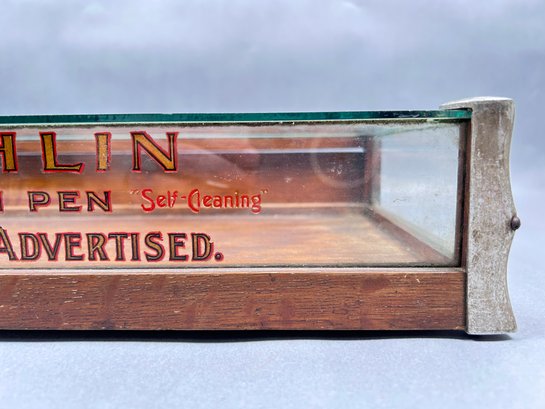 HLIN
PEN "Self-Cleaning"
ADVERTISED.